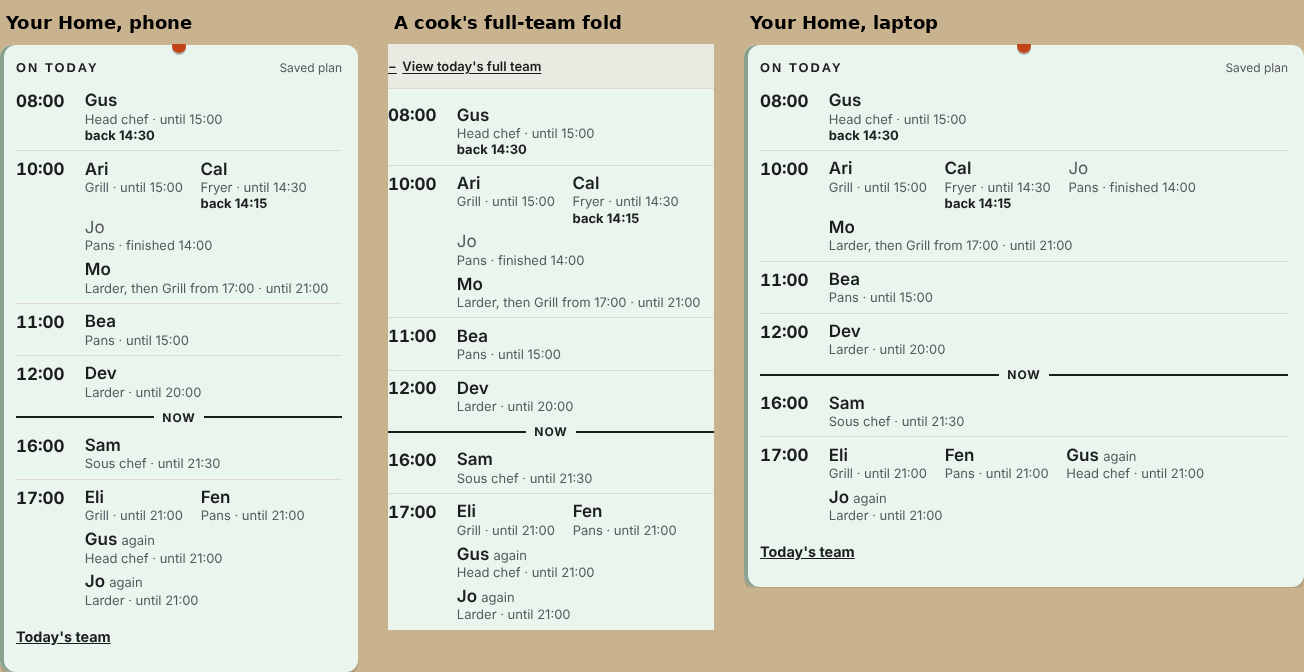 Your Home, phone
ON TODAY
Saved plan
08:00
Gus
Head chef · until 15:00
back 14:30
10:00
Ari
Grill · until 15:00
Cal
Fryer · until 14:30
back 14:15
Jo
Pans · finished 14:00
Mo
Larder, then Grill from 17:00 · until 21:00
11:00
Bea
Pans · until 15:00
12:00
Dev
Larder · until 20:00
NOW
16:00
Sam
Sous chef · until 21:30
17:00
Eli
Grill · until 21:00
Fen
Pans · until 21:00
Gus again
Head chef · until 21:00
Jo again
Larder · until 21:00
Today's team
A cook's full-team fold
– View today's full team
08:00
Gus
Head chef · until 15:00
back 14:30
10:00
Ari
Grill · until 15:00
Cal
Fryer · until 14:30
back 14:15
Jo
Pans · finished 14:00
Mo
Larder, then Grill from 17:00 · until 21:00
11:00
Bea
Pans · until 15:00
12:00
Dev
Larder · until 20:00
NOW
16:00
Sam
Sous chef · until 21:30
17:00
Eli
Grill · until 21:00
Fen
Pans · until 21:00
Gus again
Head chef · until 21:00
Jo again
Larder · until 21:00
Your Home, laptop
ON TODAY
Saved plan
08:00
Gus
Head chef · until 15:00
back 14:30
10:00
Ari
Grill · until 15:00
Cal
Fryer · until 14:30
back 14:15
Jo
Pans · finished 14:00
Mo
Larder, then Grill from 17:00 · until 21:00
11:00
Bea
Pans · until 15:00
12:00
Dev
Larder · until 20:00
NOW
16:00
Sam
Sous chef · until 21:30
17:00
Eli
Grill · until 21:00
Fen
Pans · until 21:00
Gus again
Head chef · until 21:00
Jo again
Larder · until 21:00
Today's team